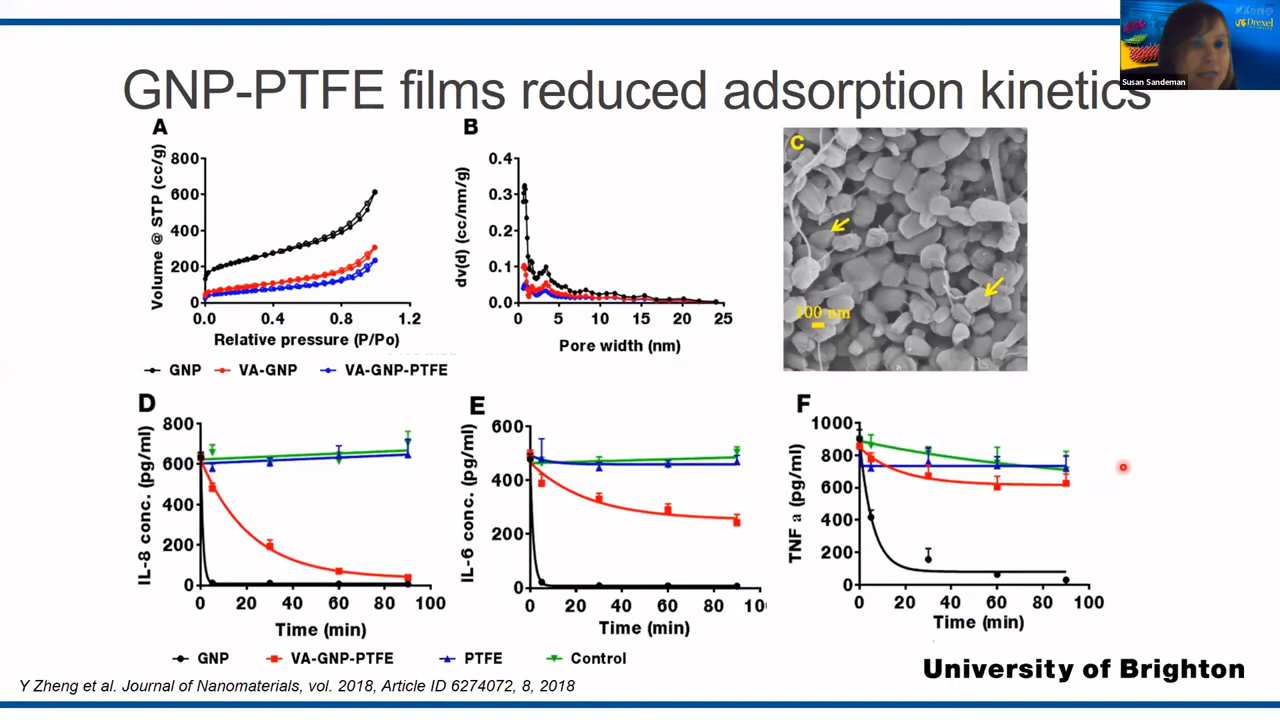 MXene@
Drexel
Susan Sandeman
GNP-PTFE films reduced adsorption kinetics
A
Volume @ STP (cc/g)
800
600
400
200
0
0.0 0.4 0.8 1.2
Relative pressure (P/Po)
GNP VA-GNP VA-GNP-PTFE
B
dv(d) (cc/nm/g)
0.4
0.3
0.2
0.1
0.0
0 5 10 15 20 25
Pore width (nm)
C
100 nm
D
IL-8 conc. (pg/ml)
800
600
400
200
0
0 20 40 60 80 100
Time (min)
E
IL-6 conc. (pg/ml)
600
400
200
0
0 20 40 60 80 10
Time (min)
F
TNF a (pg/ml)
1000
800
600
400
200
0
0 20 40 60 80 100
Time (min)
GNP VA-GNP-PTFE PTFE Control
University of Brighton
Y Zheng et al. Journal of Nanomaterials, vol. 2018, Article ID 6274072, 8, 2018